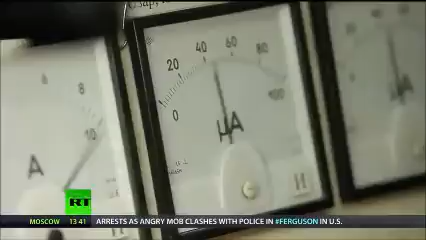 20 40 60 80
0 100
µA
6 8 10
A
RT
MOSCOW 13:41 ARRESTS AS ANGRY MOB CLASHES WITH POLICE IN #FERGUSON IN U.S.